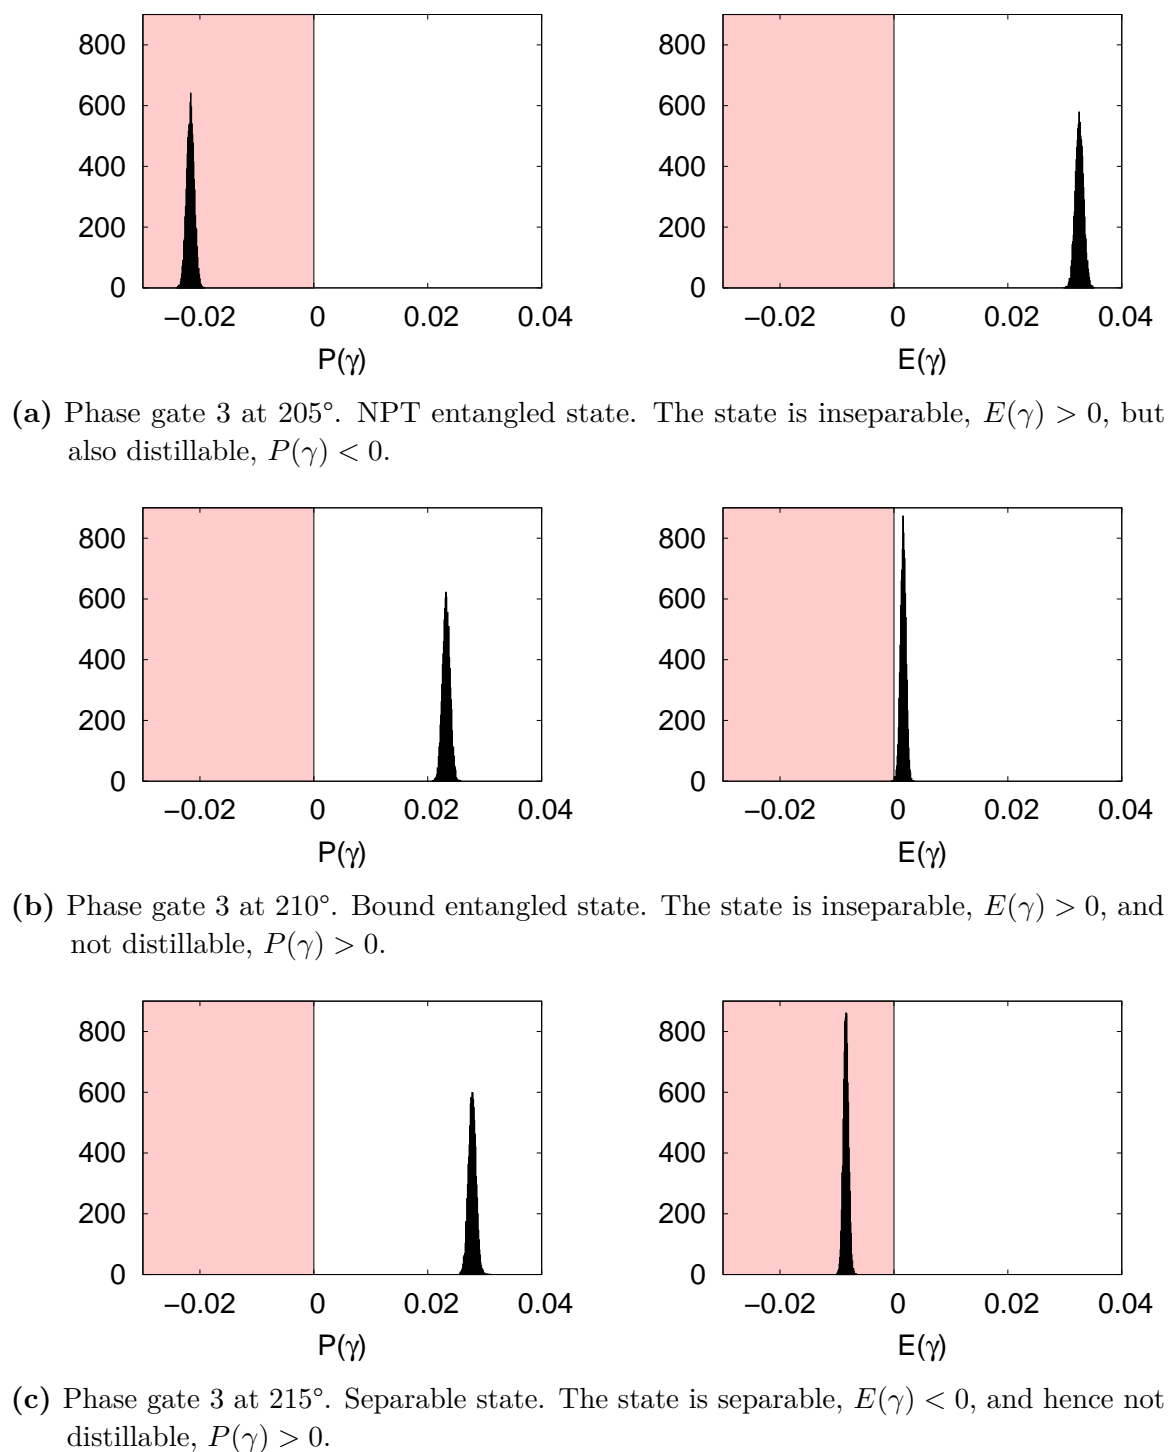 800
600
400
200
0
−0.02 0 0.02 0.04
P(γ)
800
600
400
200
0
−0.02 0 0.02 0.04
E(γ)
(a) Phase gate 3 at 205°. NPT entangled state. The state is inseparable, E(γ) > 0, but
also distillable, P(γ) < 0.
800
600
400
200
0
−0.02 0 0.02 0.04
P(γ)
800
600
400
200
0
−0.02 0 0.02 0.04
E(γ)
(b) Phase gate 3 at 210°. Bound entangled state. The state is inseparable, E(γ) > 0, and
not distillable, P(γ) > 0.
800
600
400
200
0
−0.02 0 0.02 0.04
P(γ)
800
600
400
200
0
−0.02 0 0.02 0.04
E(γ)
(c) Phase gate 3 at 215°. Separable state. The state is separable, E(γ) < 0, and hence not
distillable, P(γ) > 0.